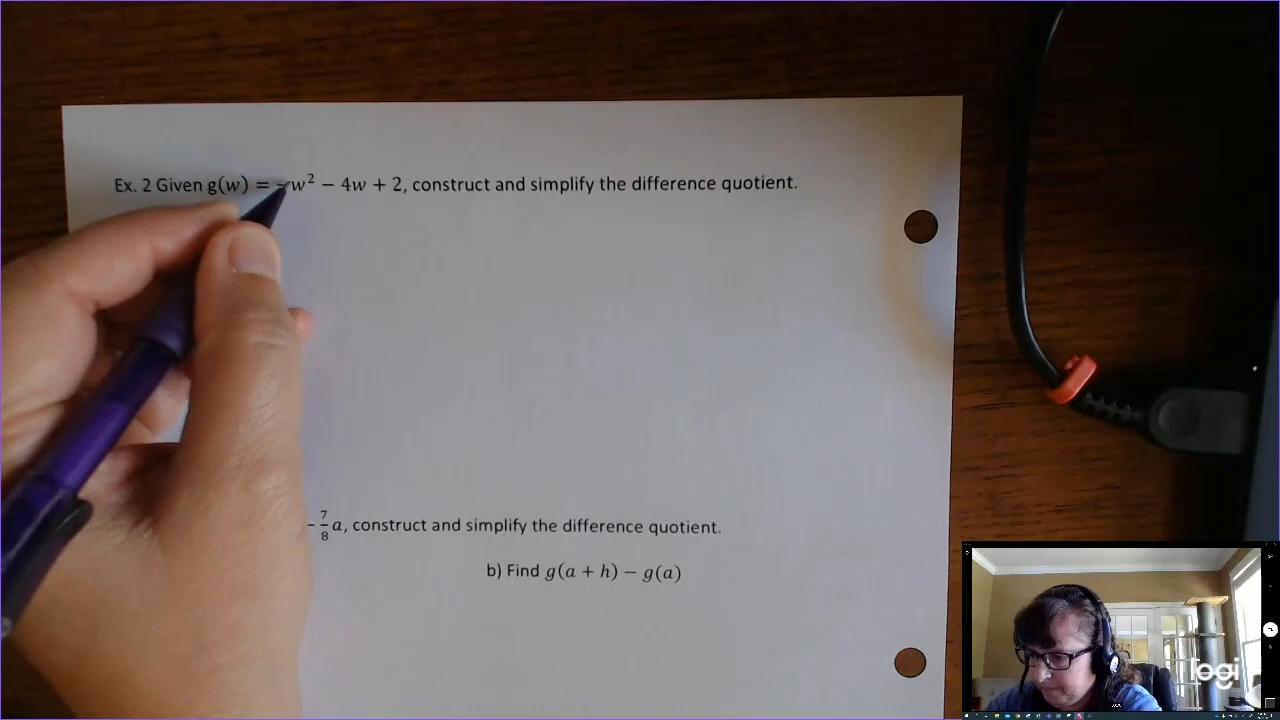 Ex. 2 Given g(w) = −w² − 4w + 2, construct and simplify the difference quotient.
− 7/8 a, construct and simplify the difference quotient.
b) Find g(a + h) − g(a)
logi